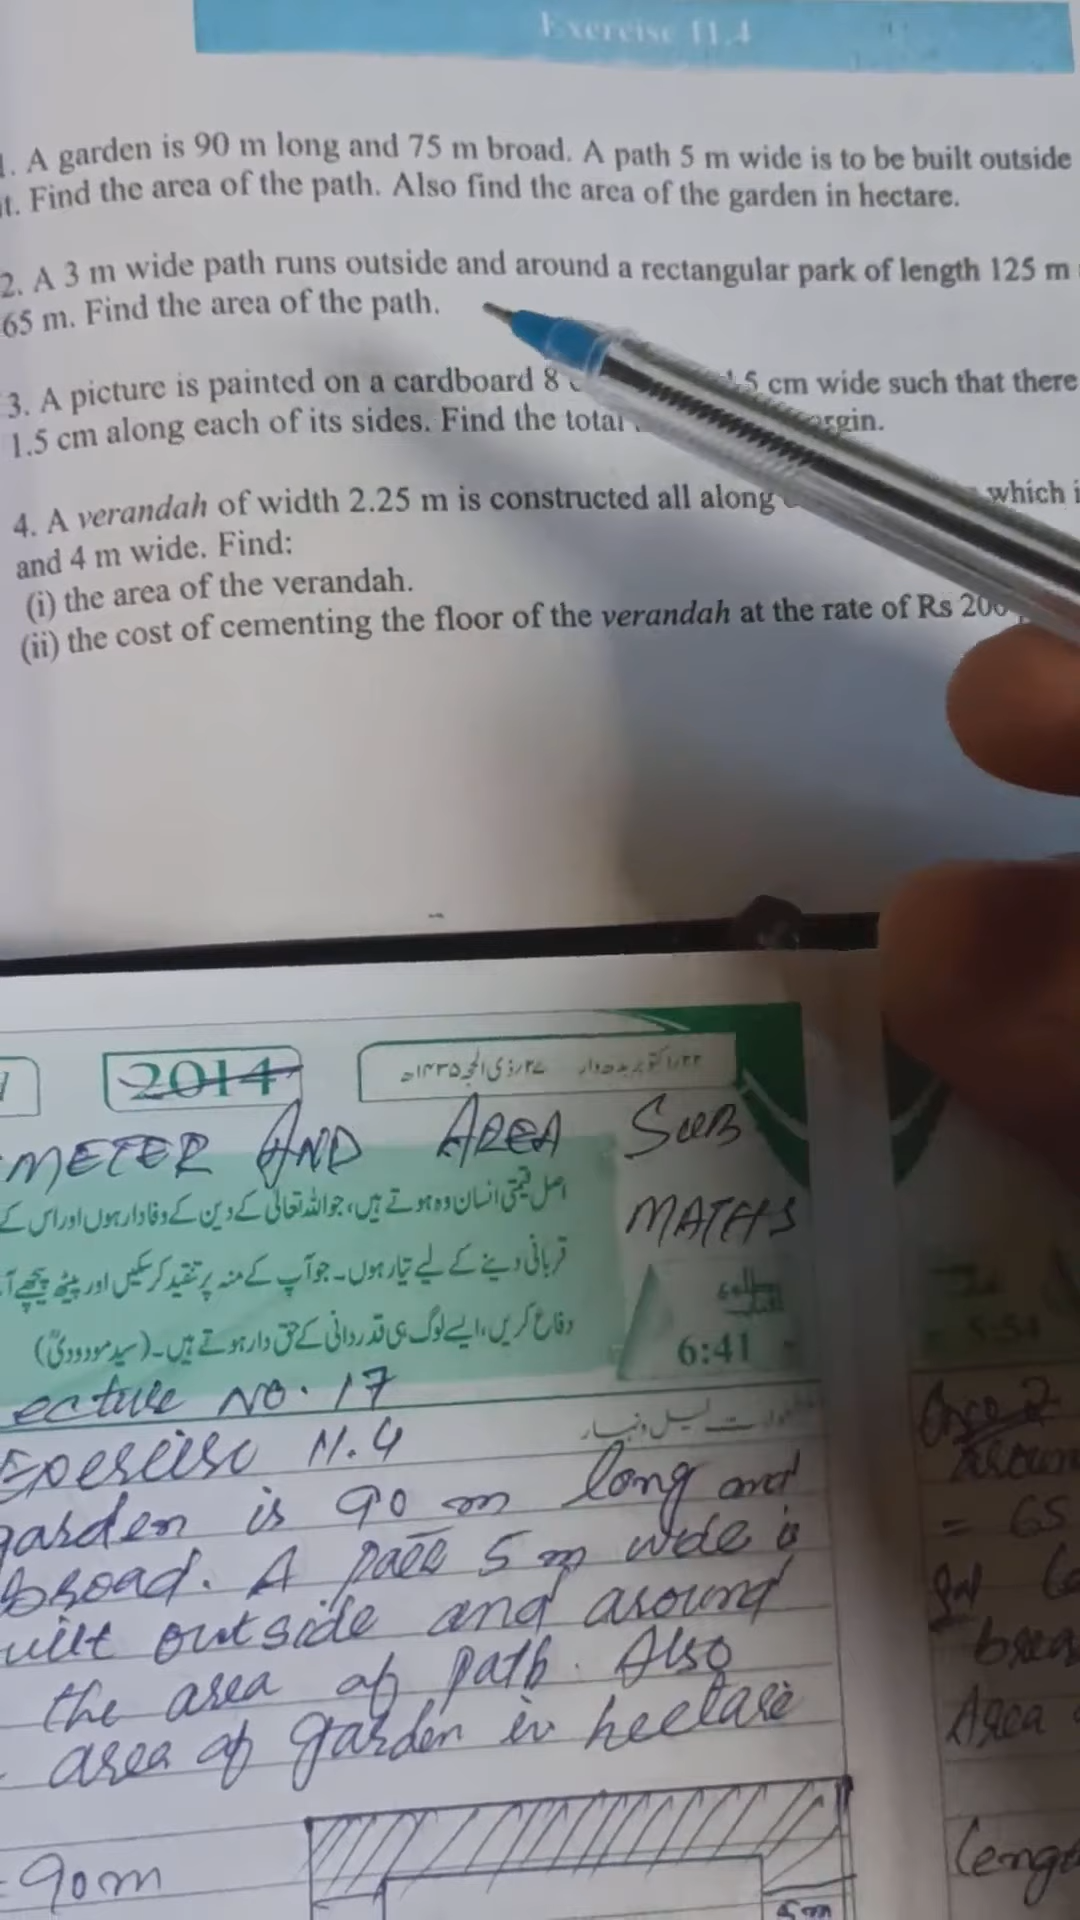 Exercise 11.4
1. A garden is 90 m long and 75 m broad. A path 5 m wide is to be built outside
it. Find the area of the path. Also find the area of the garden in hectare.
2. A 3 m wide path runs outside and around a rectangular park of length 125 m
65 m. Find the area of the path.
3. A picture is painted on a cardboard 8 5 cm wide such that there
1.5 cm along each of its sides. Find the total
4. A verandah of width 2.25 m is constructed all along which i
and 4 m wide. Find:
(i) the area of the verandah.
(ii) the cost of cementing the floor of the verandah at the rate of Rs 200
2014
METER AND AREA SUB
MATHS
اصل قیمتی انسان وہ ہوتے ہیں، جو اللہ تعالیٰ کے دین کے وفادار ہوں اور اس کے
قربانی دینے کے لیے تیار ہوں۔ جو آپ کے منہ پر تنقید کر سکیں اور پیٹھ پیچھے آ
دفاع کریں، ایسے لوگ ہی قدر دانی کے حق دار ہوتے ہیں۔ (سید مودودیؒ)
6:41
5:54
ecture NO. 17
Exercise 11.4
garden is 90 m long and
broad. A path 5 m wide is
uilt outside and around
the area of path. Also
area of garden in hectare
= 90m
5m
= 65
Area
Lengt